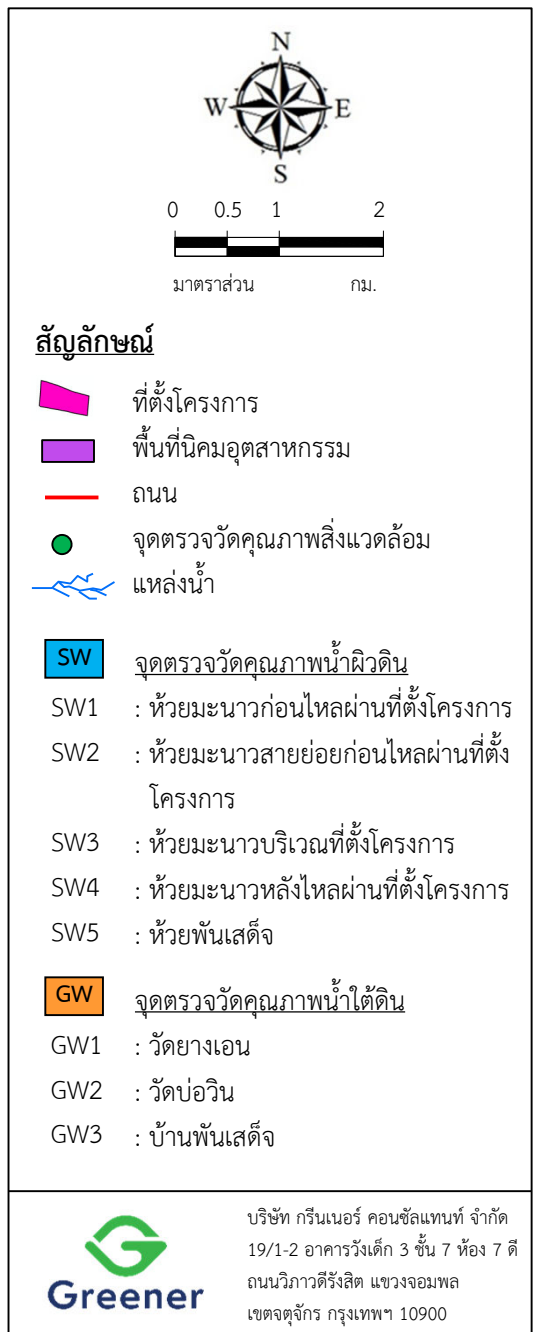 N
W E
S
0 0.5 1 2
มาตราส่วน กม.
สัญลักษณ์
ที่ตั้งโครงการ
พื้นที่นิคมอุตสาหกรรม
ถนน
จุดตรวจวัดคุณภาพสิ่งแวดล้อม
แหล่งน้ำ
SW จุดตรวจวัดคุณภาพน้ำผิวดิน
SW1 : ห้วยมะนาวก่อนไหลผ่านที่ตั้งโครงการ
SW2 : ห้วยมะนาวสายย่อยก่อนไหลผ่านที่ตั้ง
โครงการ
SW3 : ห้วยมะนาวบริเวณที่ตั้งโครงการ
SW4 : ห้วยมะนาวหลังไหลผ่านที่ตั้งโครงการ
SW5 : ห้วยพันเสด็จ
GW จุดตรวจวัดคุณภาพน้ำใต้ดิน
GW1 : วัดยางเอน
GW2 : วัดบ่อวิน
GW3 : บ้านพันเสด็จ
Greener
บริษัท กรีนเนอร์ คอนซัลแทนท์ จำกัด
19/1-2 อาคารวังเด็ก 3 ชั้น 7 ห้อง 7 ดี
ถนนวิภาวดีรังสิต แขวงจอมพล
เขตจตุจักร กรุงเทพฯ 10900